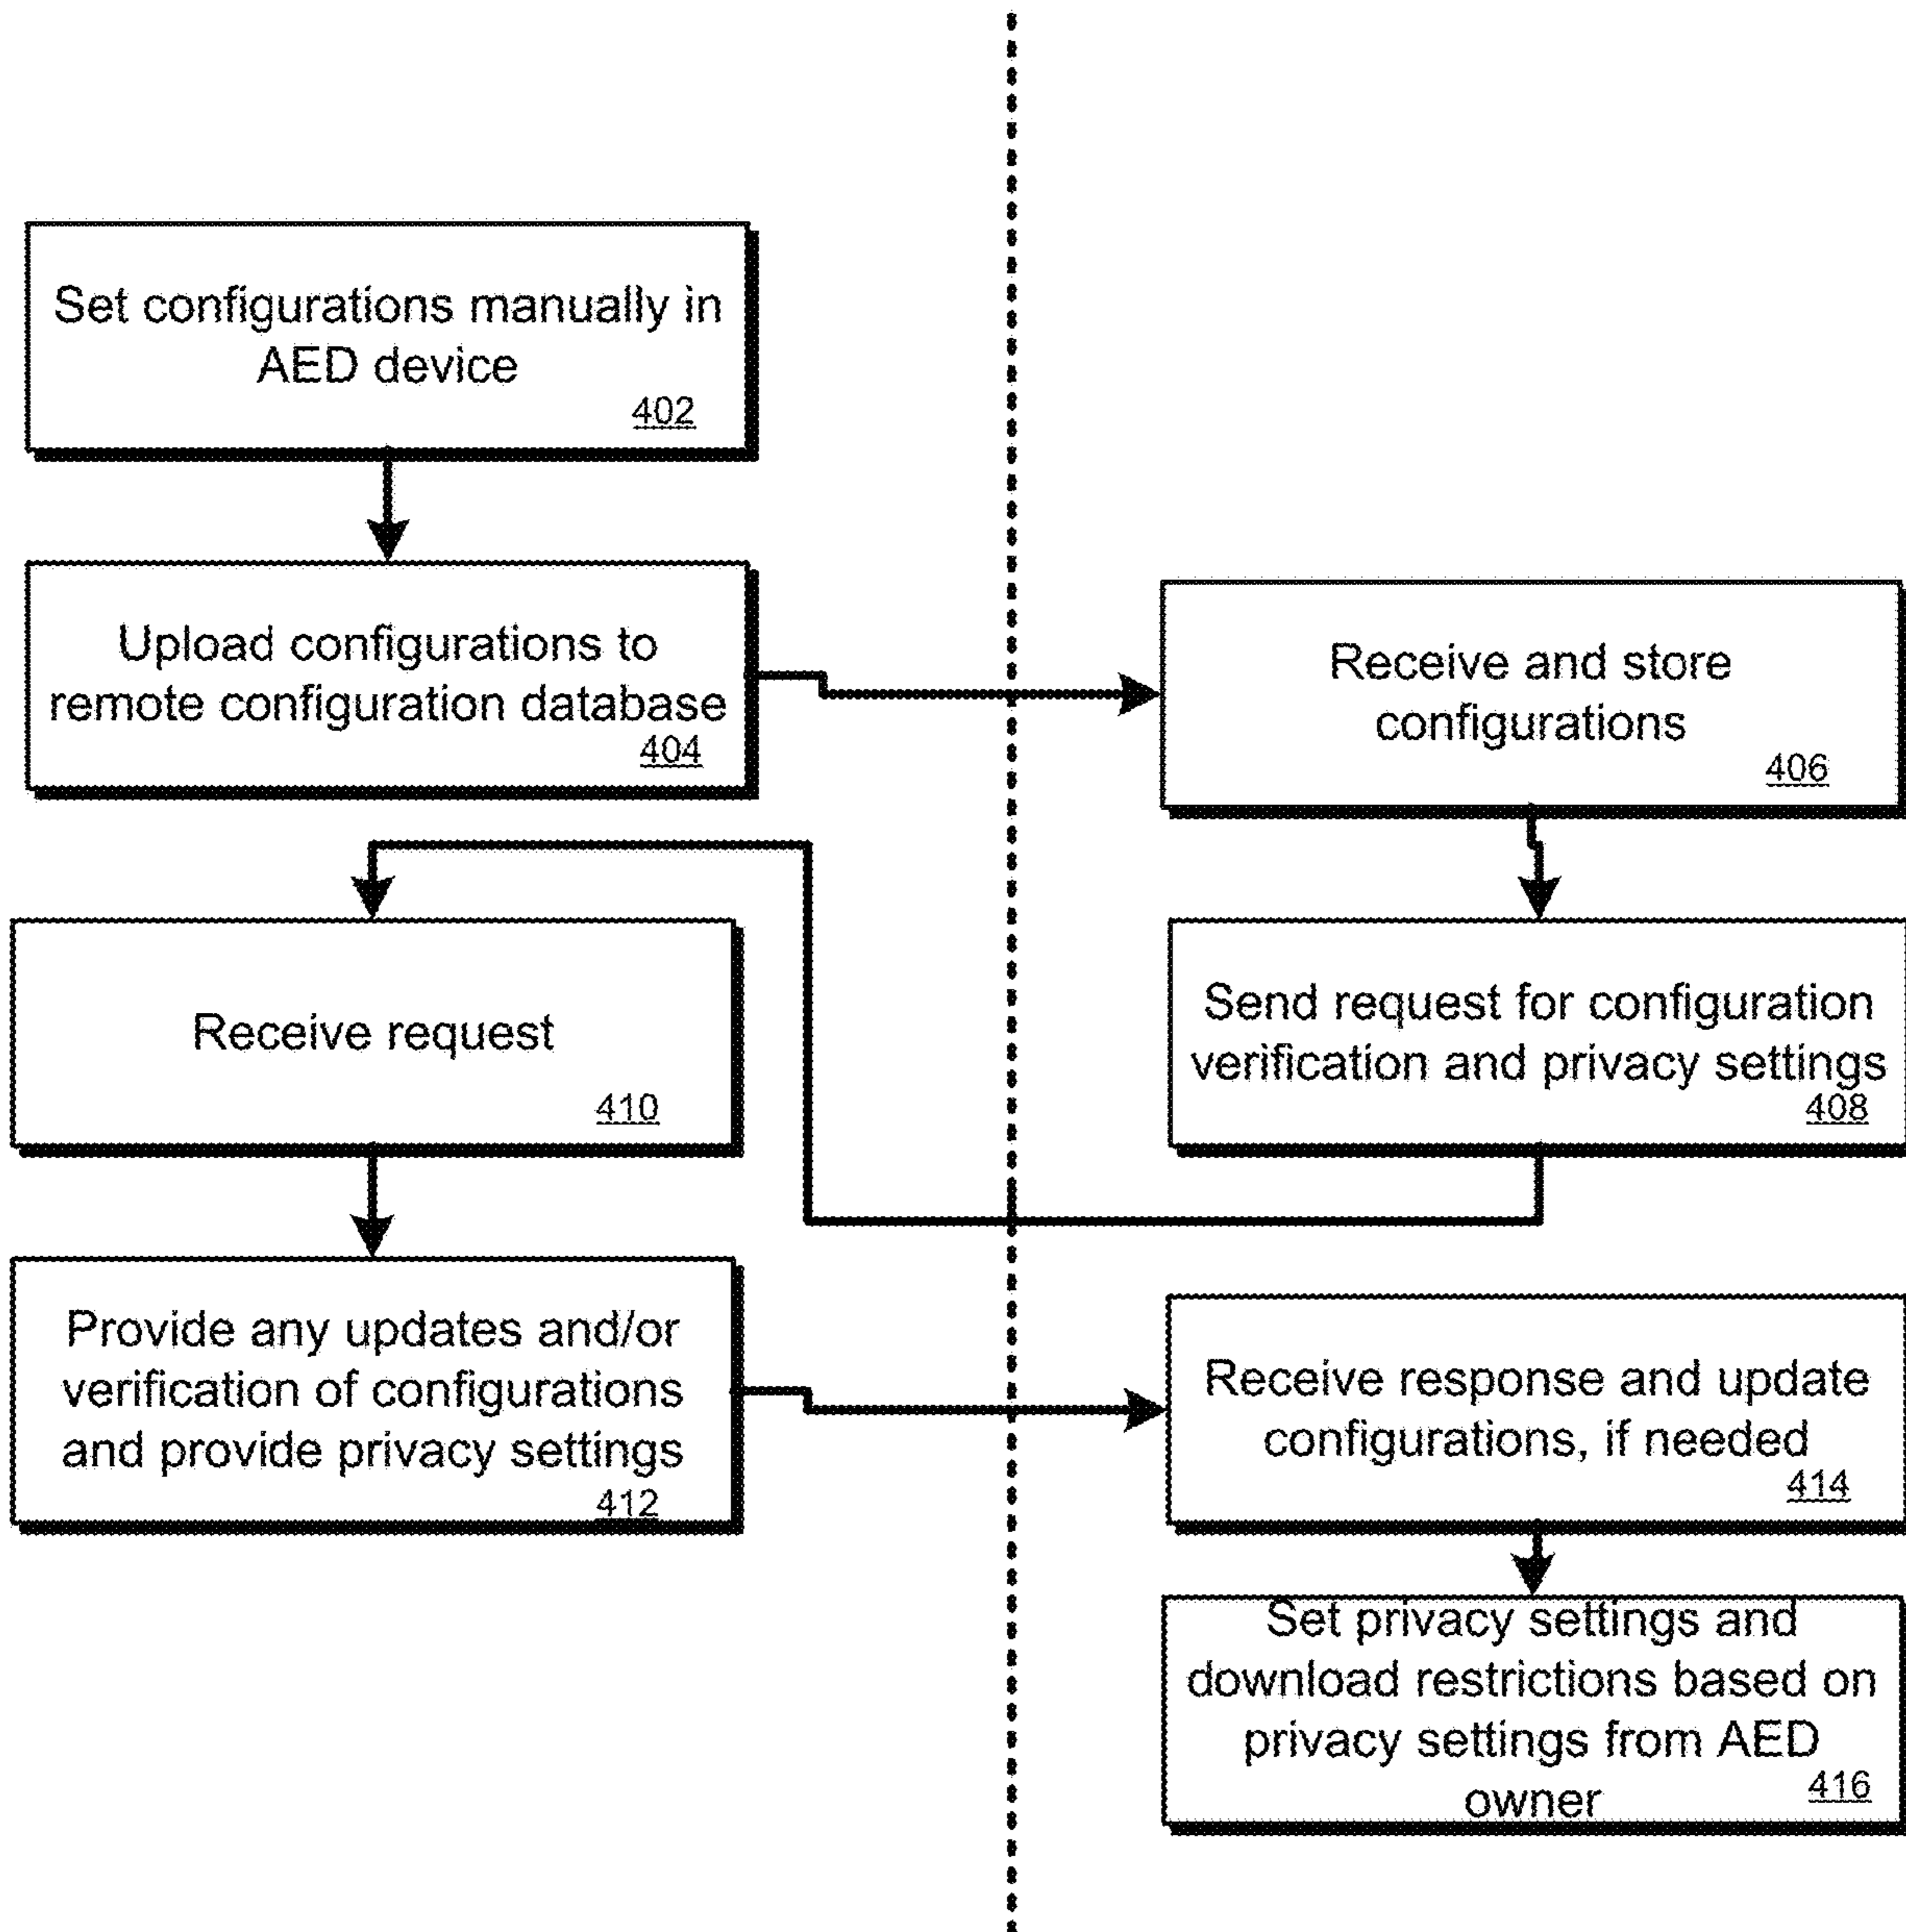 Set configurations manually in
AED device
402
Upload configurations to
remote configuration database
404
Receive and store
configurations
406
Send request for configuration
verification and privacy settings
408
Receive request
410
Provide any updates and/or
verification of configurations
and provide privacy settings
412
Receive response and update
configurations, if needed
414
Set privacy settings and
download restrictions based on
privacy settings from AED
owner
416